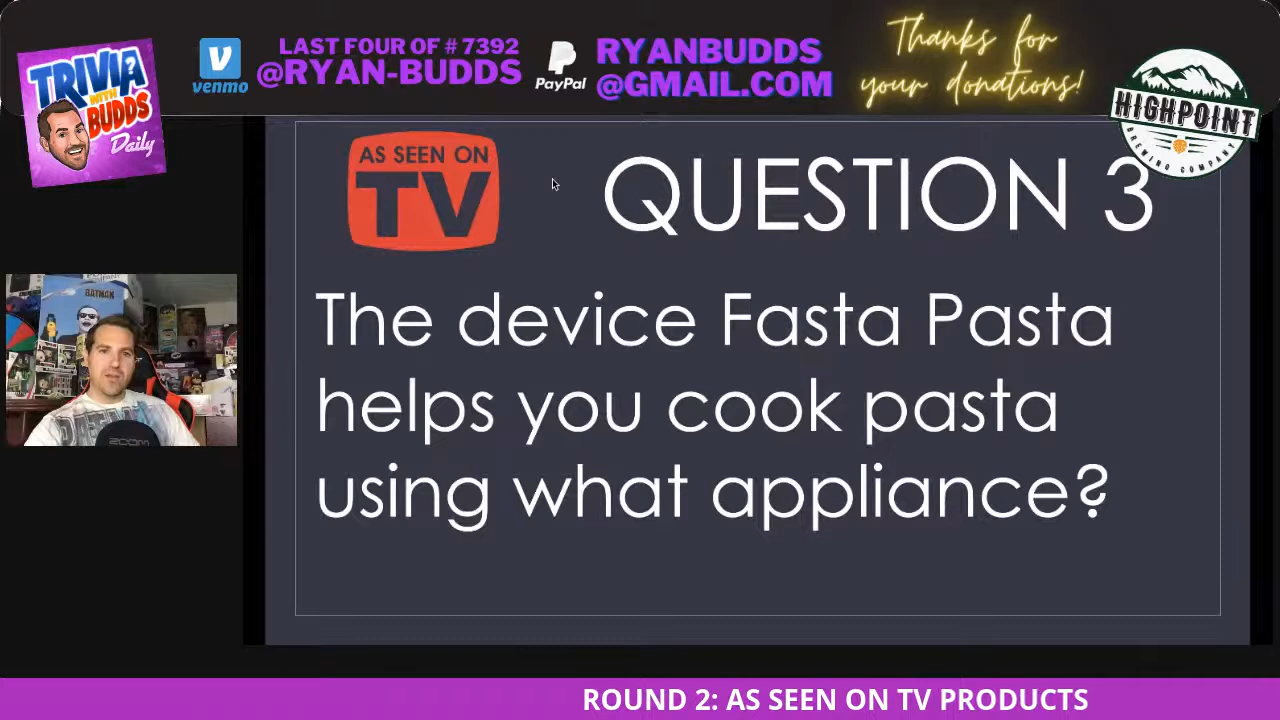 TRIVIA
WITH
BUDDS
Daily
venmo
LAST FOUR OF # 7392
@RYAN-BUDDS
PayPal
RYANBUDDS
@GMAIL.COM
Thanks for
your donations!
HIGHPOINT
BREWING COMPANY
AS SEEN ON
TV
QUESTION 3
The device Fasta Pasta
helps you cook pasta
using what appliance?
BATMAN
ZOOM
ROUND 2: AS SEEN ON TV PRODUCTS